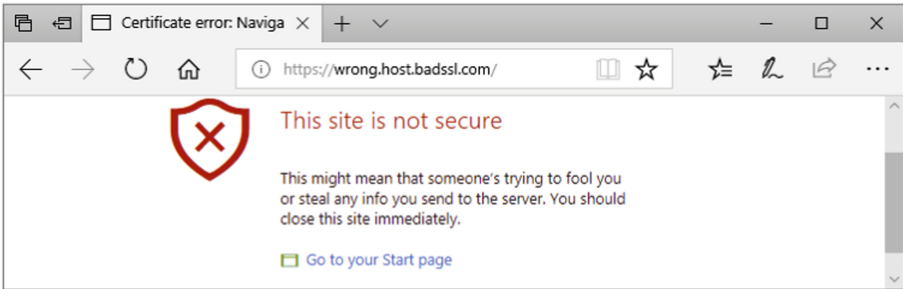 Certificate error: Naviga
https://wrong.host.badssl.com/
This site is not secure
This might mean that someone's trying to fool you
or steal any info you send to the server. You should
close this site immediately.
Go to your Start page